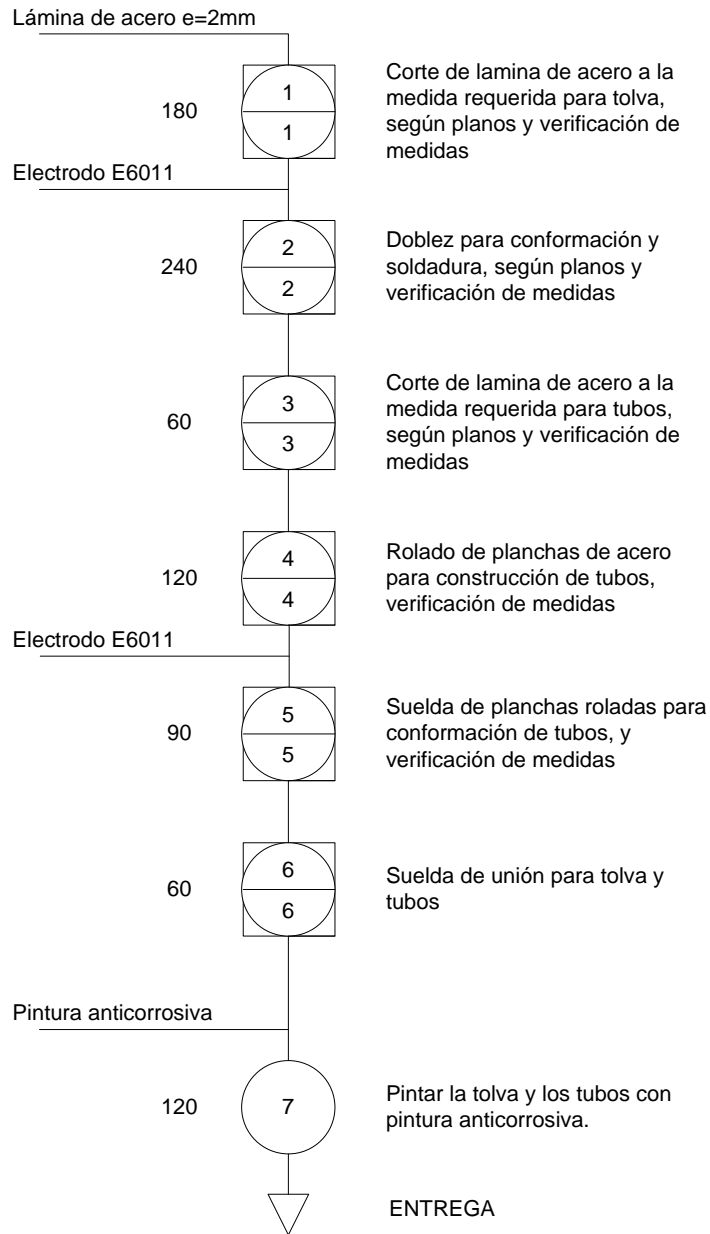 Lámina de acero e=2mm
180
1
1
Corte de lamina de acero a la
medida requerida para tolva,
según planos y verificación de
medidas
Electrodo E6011
240
2
2
Doblez para conformación y
soldadura, según planos y
verificación de medidas
60
3
3
Corte de lamina de acero a la
medida requerida para tubos,
según planos y verificación de
medidas
120
4
4
Rolado de planchas de acero
para construcción de tubos,
verificación de medidas
Electrodo E6011
90
5
5
Suelda de planchas roladas para
conformación de tubos, y
verificación de medidas
60
6
6
Suelda de unión para tolva y
tubos
Pintura anticorrosiva
120
7
Pintar la tolva y los tubos con
pintura anticorrosiva.
ENTREGA